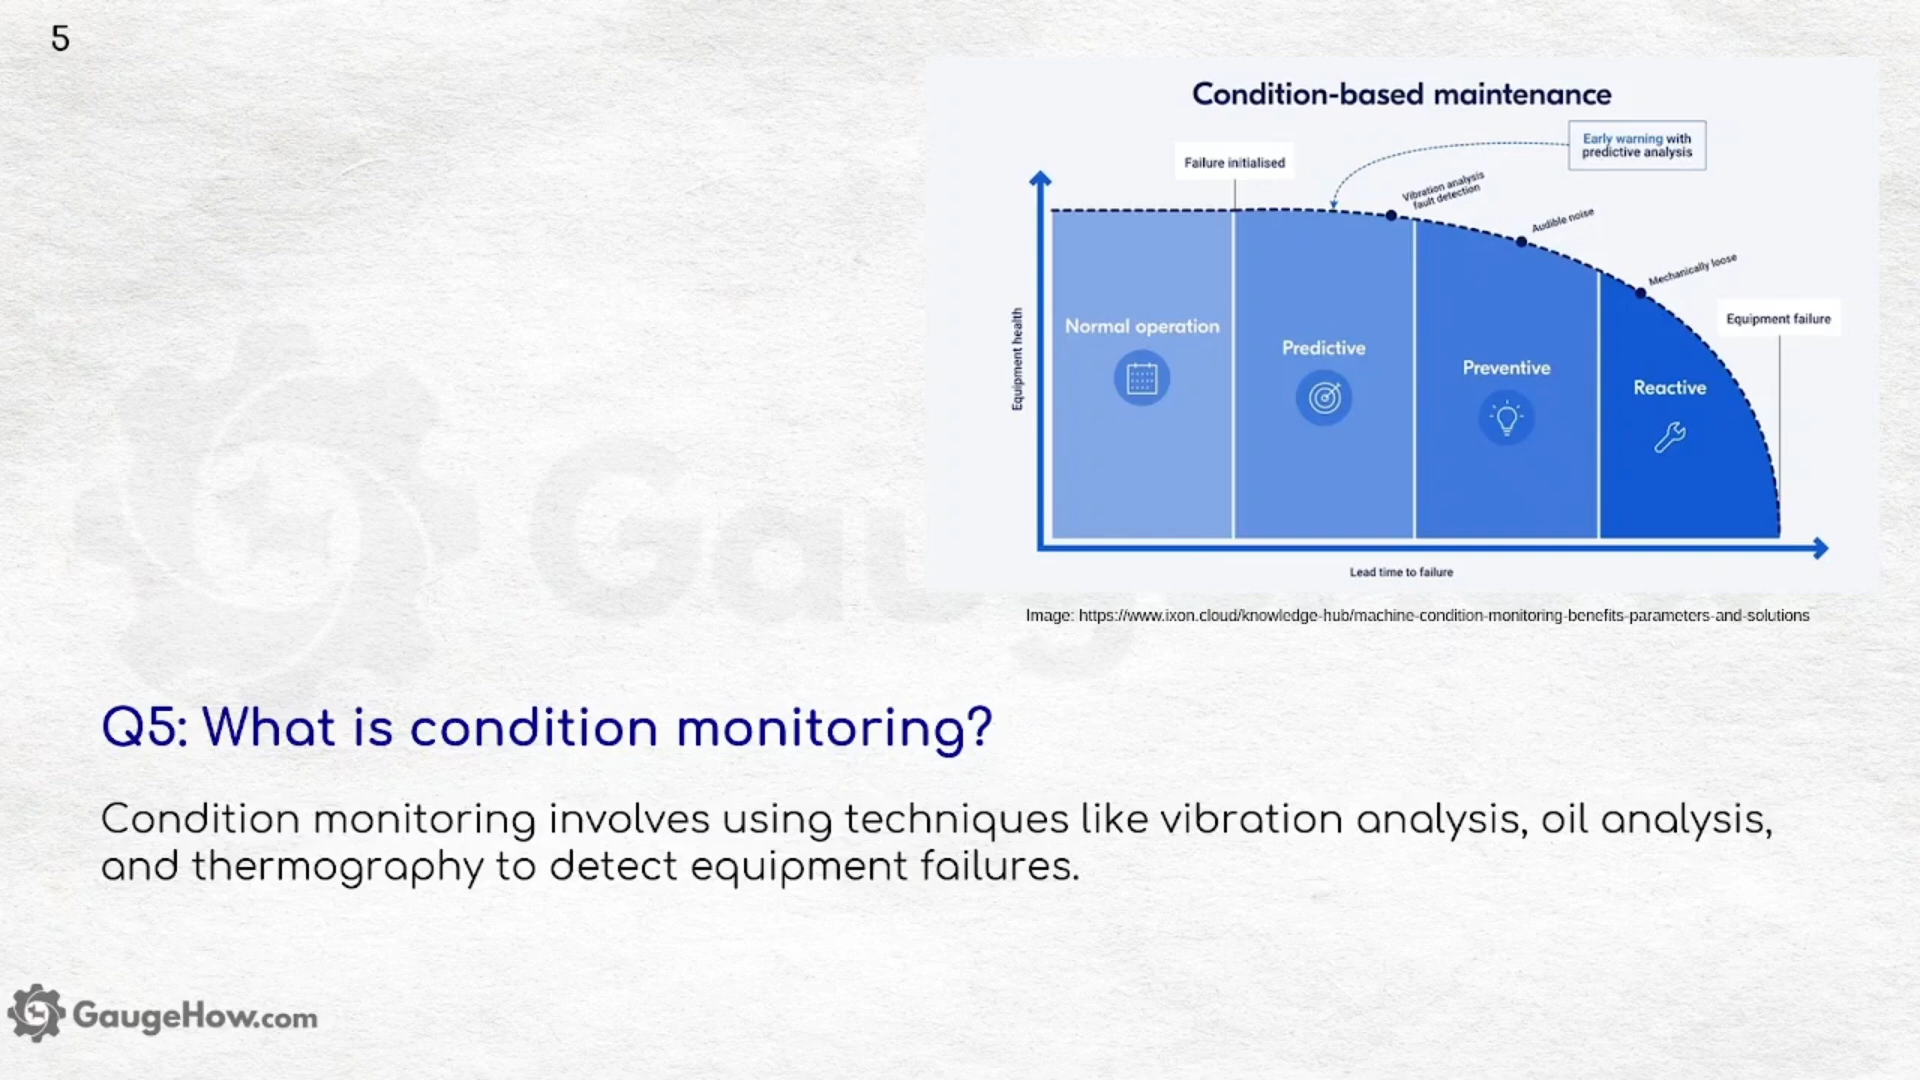 5
Condition-based maintenance
Early warning with
predictive analysis
Failure initialised
Vibration analysis
fault detection
Audible noise
Mechanically loose
Equipment failure
Normal operation
Predictive
Preventive
Reactive
Equipment health
Lead time to failure
Image: https://www.ixon.cloud/knowledge-hub/machine-condition-monitoring-benefits-parameters-and-solutions
Q5: What is condition monitoring?
Condition monitoring involves using techniques like vibration analysis, oil analysis,
and thermography to detect equipment failures.
GaugeHow.com